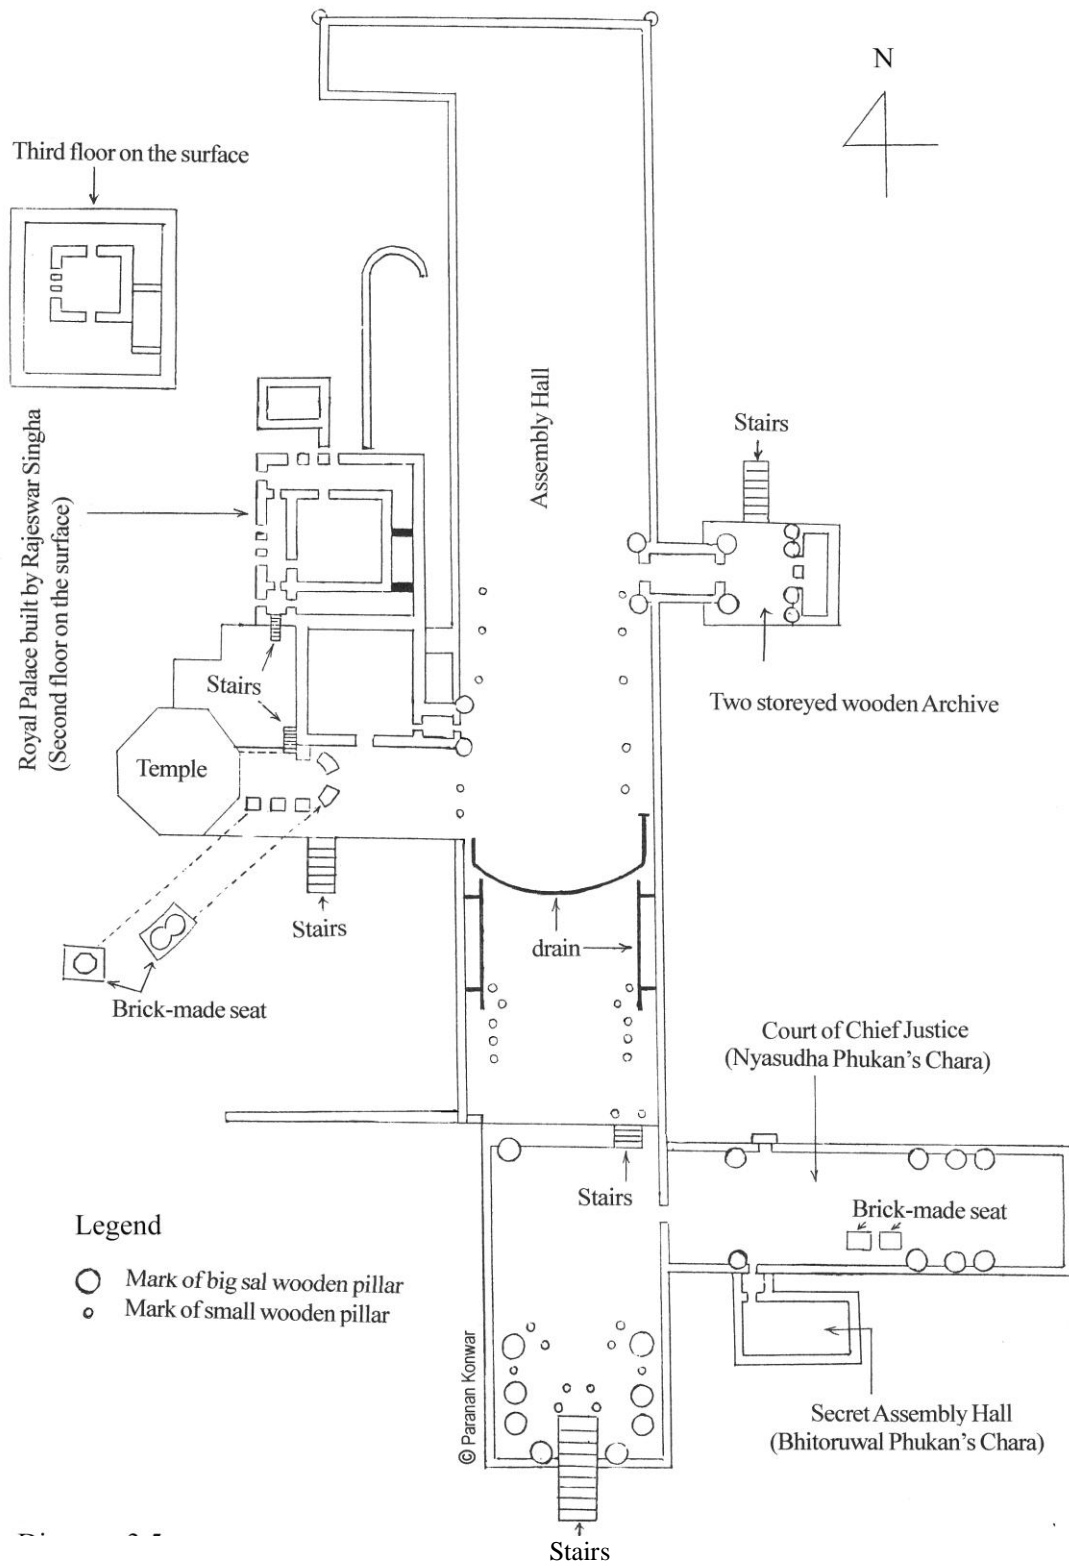 N
Third floor on the surface
Assembly Hall
Stairs
Royal Palace built by Rajeswar Singha
(Second floor on the surface)
Stairs
Two storeyed wooden Archive
Temple
Stairs
drain
Brick-made seat
Court of Chief Justice
(Nyasudha Phukan's Chara)
Stairs
Brick-made seat
Legend
Mark of big sal wooden pillar
Mark of small wooden pillar
© Paranan Konwar
Secret Assembly Hall
(Bhitoruwal Phukan's Chara)
Stairs